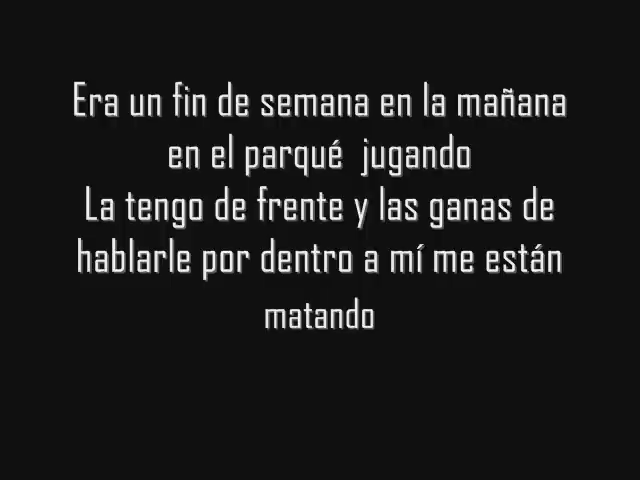 Era un fin de semana en la mañana
en el parqué jugando
La tengo de frente y las ganas de
hablarle por dentro a mí me están
matando